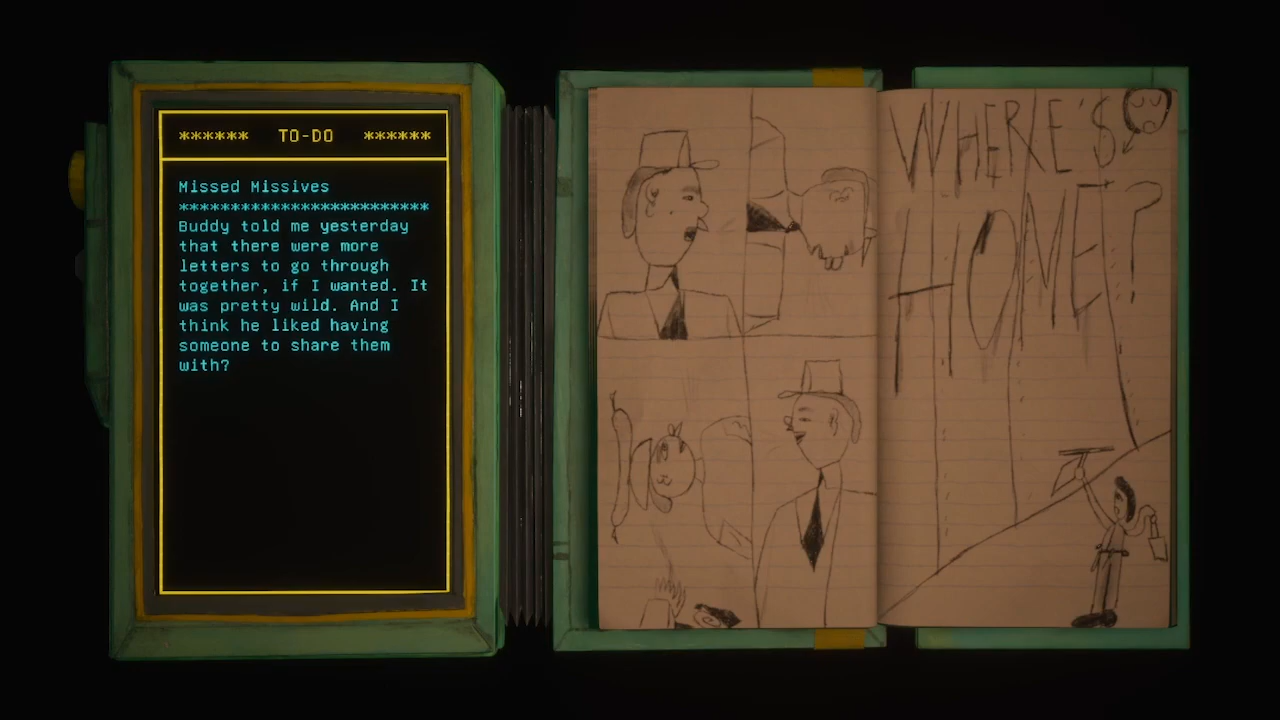 ****** TO-DO ******
Missed Missives
*************************
Buddy told me yesterday
that there were more
letters to go through
together, if I wanted. It
was pretty wild. And I
think he liked having
someone to share them
with?
WHERE'S
HOME?